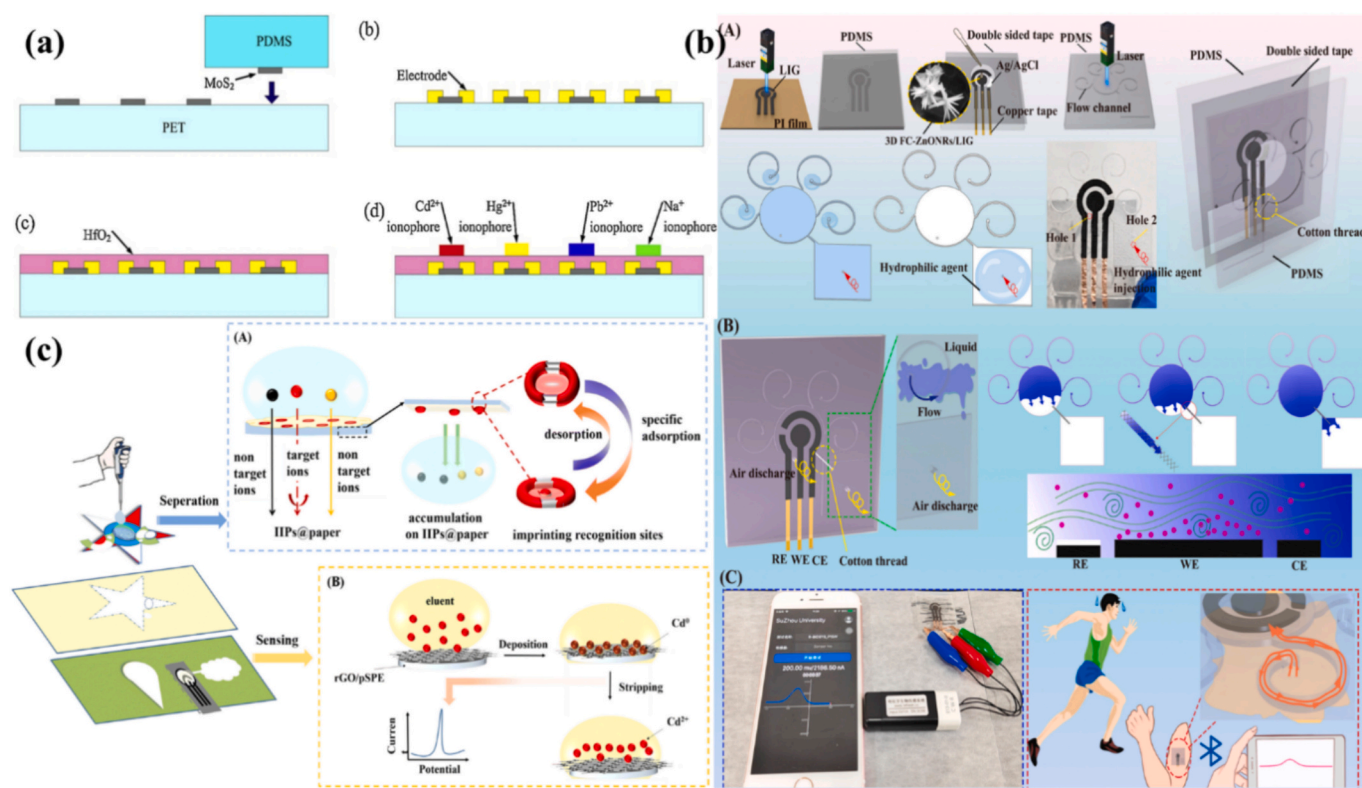 (a)
PDMS
MoS2
PET
(b)
Electrode
(c)
HfO2
(d)
Cd2+
ionophore
Hg2+
ionophore
Pb2+
ionophore
Na+
ionophore
(b)
(A)
Laser
LIG
PI film
PDMS
Double sided tape
Ag/AgCl
Copper tape
3D FC-ZnONRs/LIG
PDMS
Laser
Flow channel
PDMS
Double sided tape
Cotton thread
PDMS
Hydrophilic agent
Hole 1
Hole 2
Hydrophilic agent
injection
(B)
Air discharge
RE WE CE
Cotton thread
Liquid
Flow
Air discharge
RE
WE
CE
(C)
SuZhou University
(c)
Seperation
Sensing
(A)
non
target
ions
target
ions
non
target
ions
IIPs@paper
accumulation
on IIPs@paper
desorption
specific
adsorption
imprinting recognition sites
(B)
eluent
rGO/pSPE
Deposition
Cd0
Stripping
Cd2+
Curren
Potential